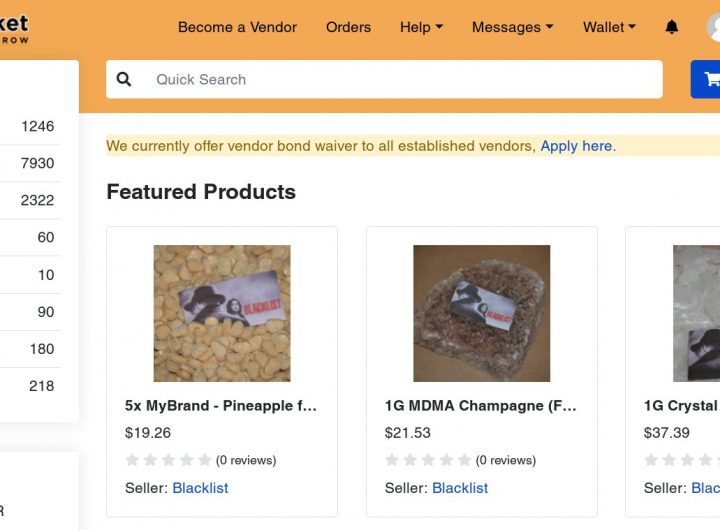 ket
ROW
Become a Vendor Orders Help Messages Wallet
Quick Search
1246
7930
2322
60
10
90
180
218
R
We currently offer vendor bond waiver to all established vendors, Apply here.
Featured Products
BLACKLIST
5x MyBrand - Pineapple f...
$19.26
(0 reviews)
Seller: Blacklist
BLACKLIST
1G MDMA Champagne (F...
$21.53
(0 reviews)
Seller: Blacklist
1G Crystal
$37.39
Seller: Blac